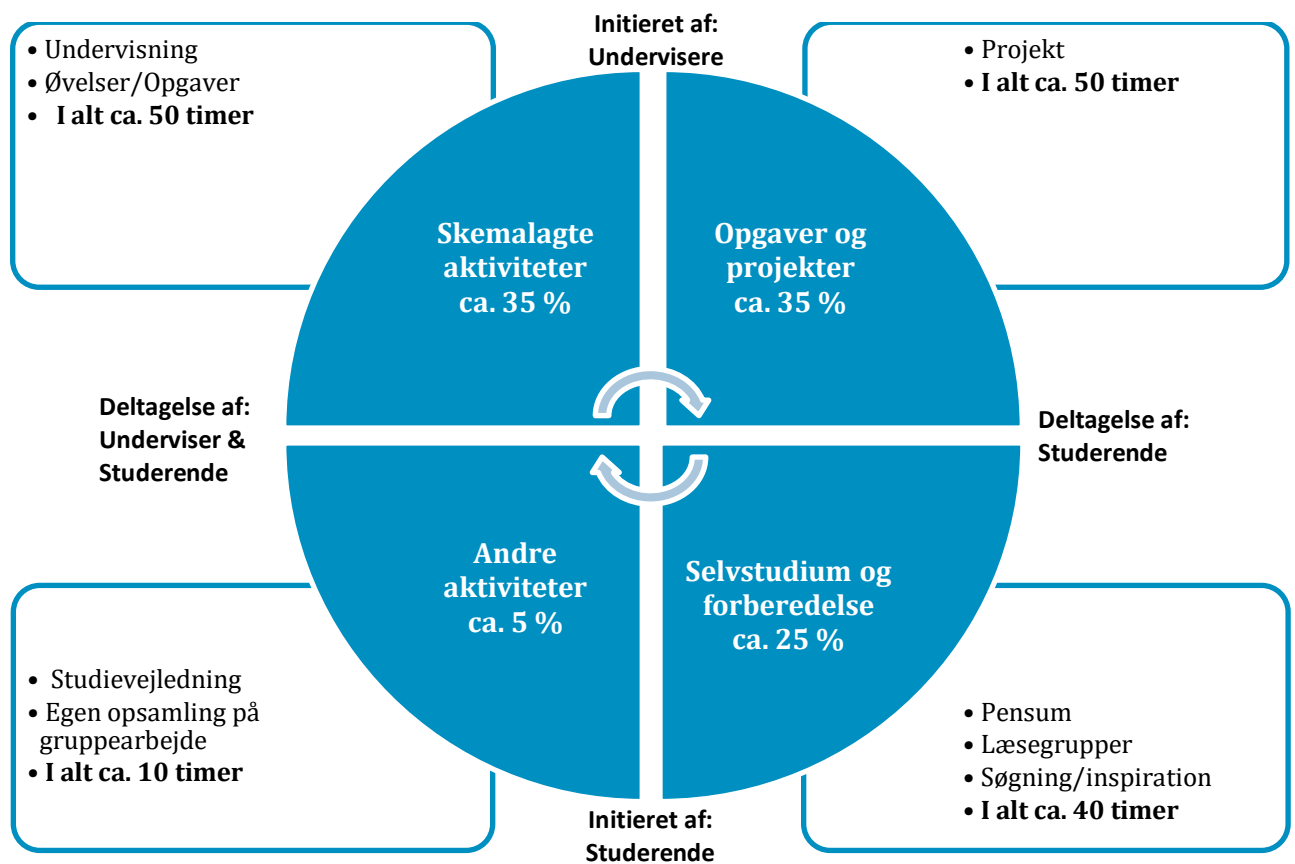 Initieret af:
Undervisere
• Undervisning
• Øvelser/Opgaver
• I alt ca. 50 timer
• Projekt
• I alt ca. 50 timer
Skemalagte
aktiviteter
ca. 35 %
Opgaver og
projekter
ca. 35 %
Deltagelse af:
Underviser &
Studerende
Deltagelse af:
Studerende
Andre
aktiviteter
ca. 5 %
Selvstudium og
forberedelse
ca. 25 %
• Studievejledning
• Egen opsamling på
gruppearbejde
• I alt ca. 10 timer
• Pensum
• Læsegrupper
• Søgning/inspiration
• I alt ca. 40 timer
Initieret af:
Studerende